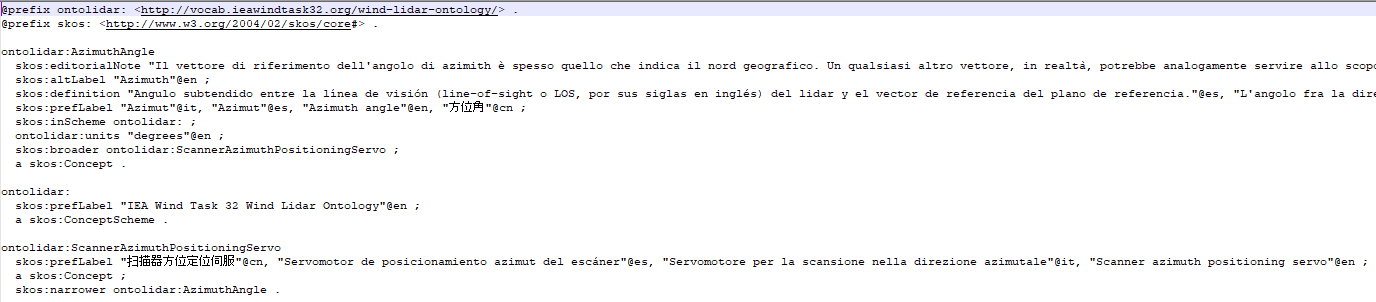 @prefix ontolidar: <http://vocab.ieawindtask32.org/wind-lidar-ontology/> .
@prefix skos: <http://www.w3.org/2004/02/skos/core#> .
ontolidar:AzimuthAngle
skos:editorialNote "Il vettore di riferimento dell'angolo di azimith è spesso quello che indica il nord geografico. Un qualsiasi altro vettore, in realtà, potrebbe analogamente servire allo scopo
skos:altLabel "Azimuth"@en ;
skos:definition "Angulo subtendido entre la línea de visión (line-of-sight o LOS, por sus siglas en inglés) del lidar y el vector de referencia del plano de referencia."@es, "L'angolo fra la dire
skos:prefLabel "Azimut"@it, "Azimut"@es, "Azimuth angle"@en, "方位角"@cn ;
skos:inScheme ontolidar: ;
ontolidar:units "degrees"@en ;
skos:broader ontolidar:ScannerAzimuthPositioningServo ;
a skos:Concept .
ontolidar:
skos:prefLabel "IEA Wind Task 32 Wind Lidar Ontology"@en ;
a skos:ConceptScheme .
ontolidar:ScannerAzimuthPositioningServo
skos:prefLabel "扫描器方位定位伺服"@cn, "Servomotor de posicionamiento azimut del escáner"@es, "Servomotore per la scansione nella direzione azimutale"@it, "Scanner azimuth positioning servo"@en ;
a skos:Concept ;
skos:narrower ontolidar:AzimuthAngle .